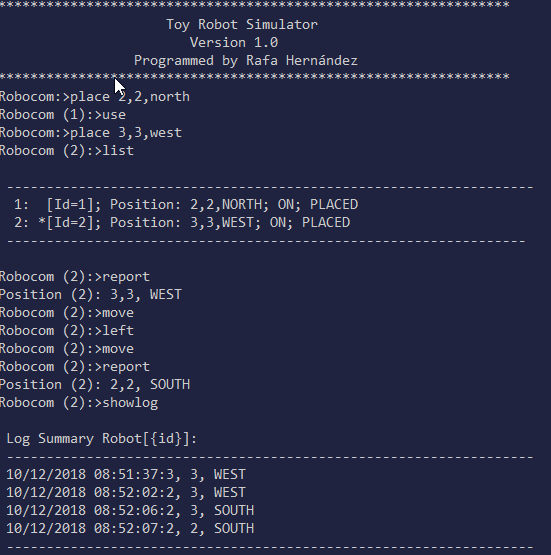 *****************************************************************
Toy Robot Simulator
Version 1.0
Programmed by Rafa Hernández
*****************************************************************
Robocom:>place 2,2,north
Robocom (1):>use
Robocom:>place 3,3,west
Robocom (2):>list
-------------------------------------------------------------------
1:  [Id=1]; Position: 2,2,NORTH; ON; PLACED
2: *[Id=2]; Position: 3,3,WEST; ON; PLACED
------------------------------------------------------------------
Robocom (2):>report
Position (2): 3,3, WEST
Robocom (2):>move
Robocom (2):>left
Robocom (2):>move
Robocom (2):>report
Position (2): 2,2, SOUTH
Robocom (2):>showlog
Log Summary Robot[{id}]:
-------------------------------------------------------------------
10/12/2018 08:51:37:3, 3, WEST
10/12/2018 08:52:02:2, 3, WEST
10/12/2018 08:52:06:2, 3, SOUTH
10/12/2018 08:52:07:2, 2, SOUTH
-------------------------------------------------------------------